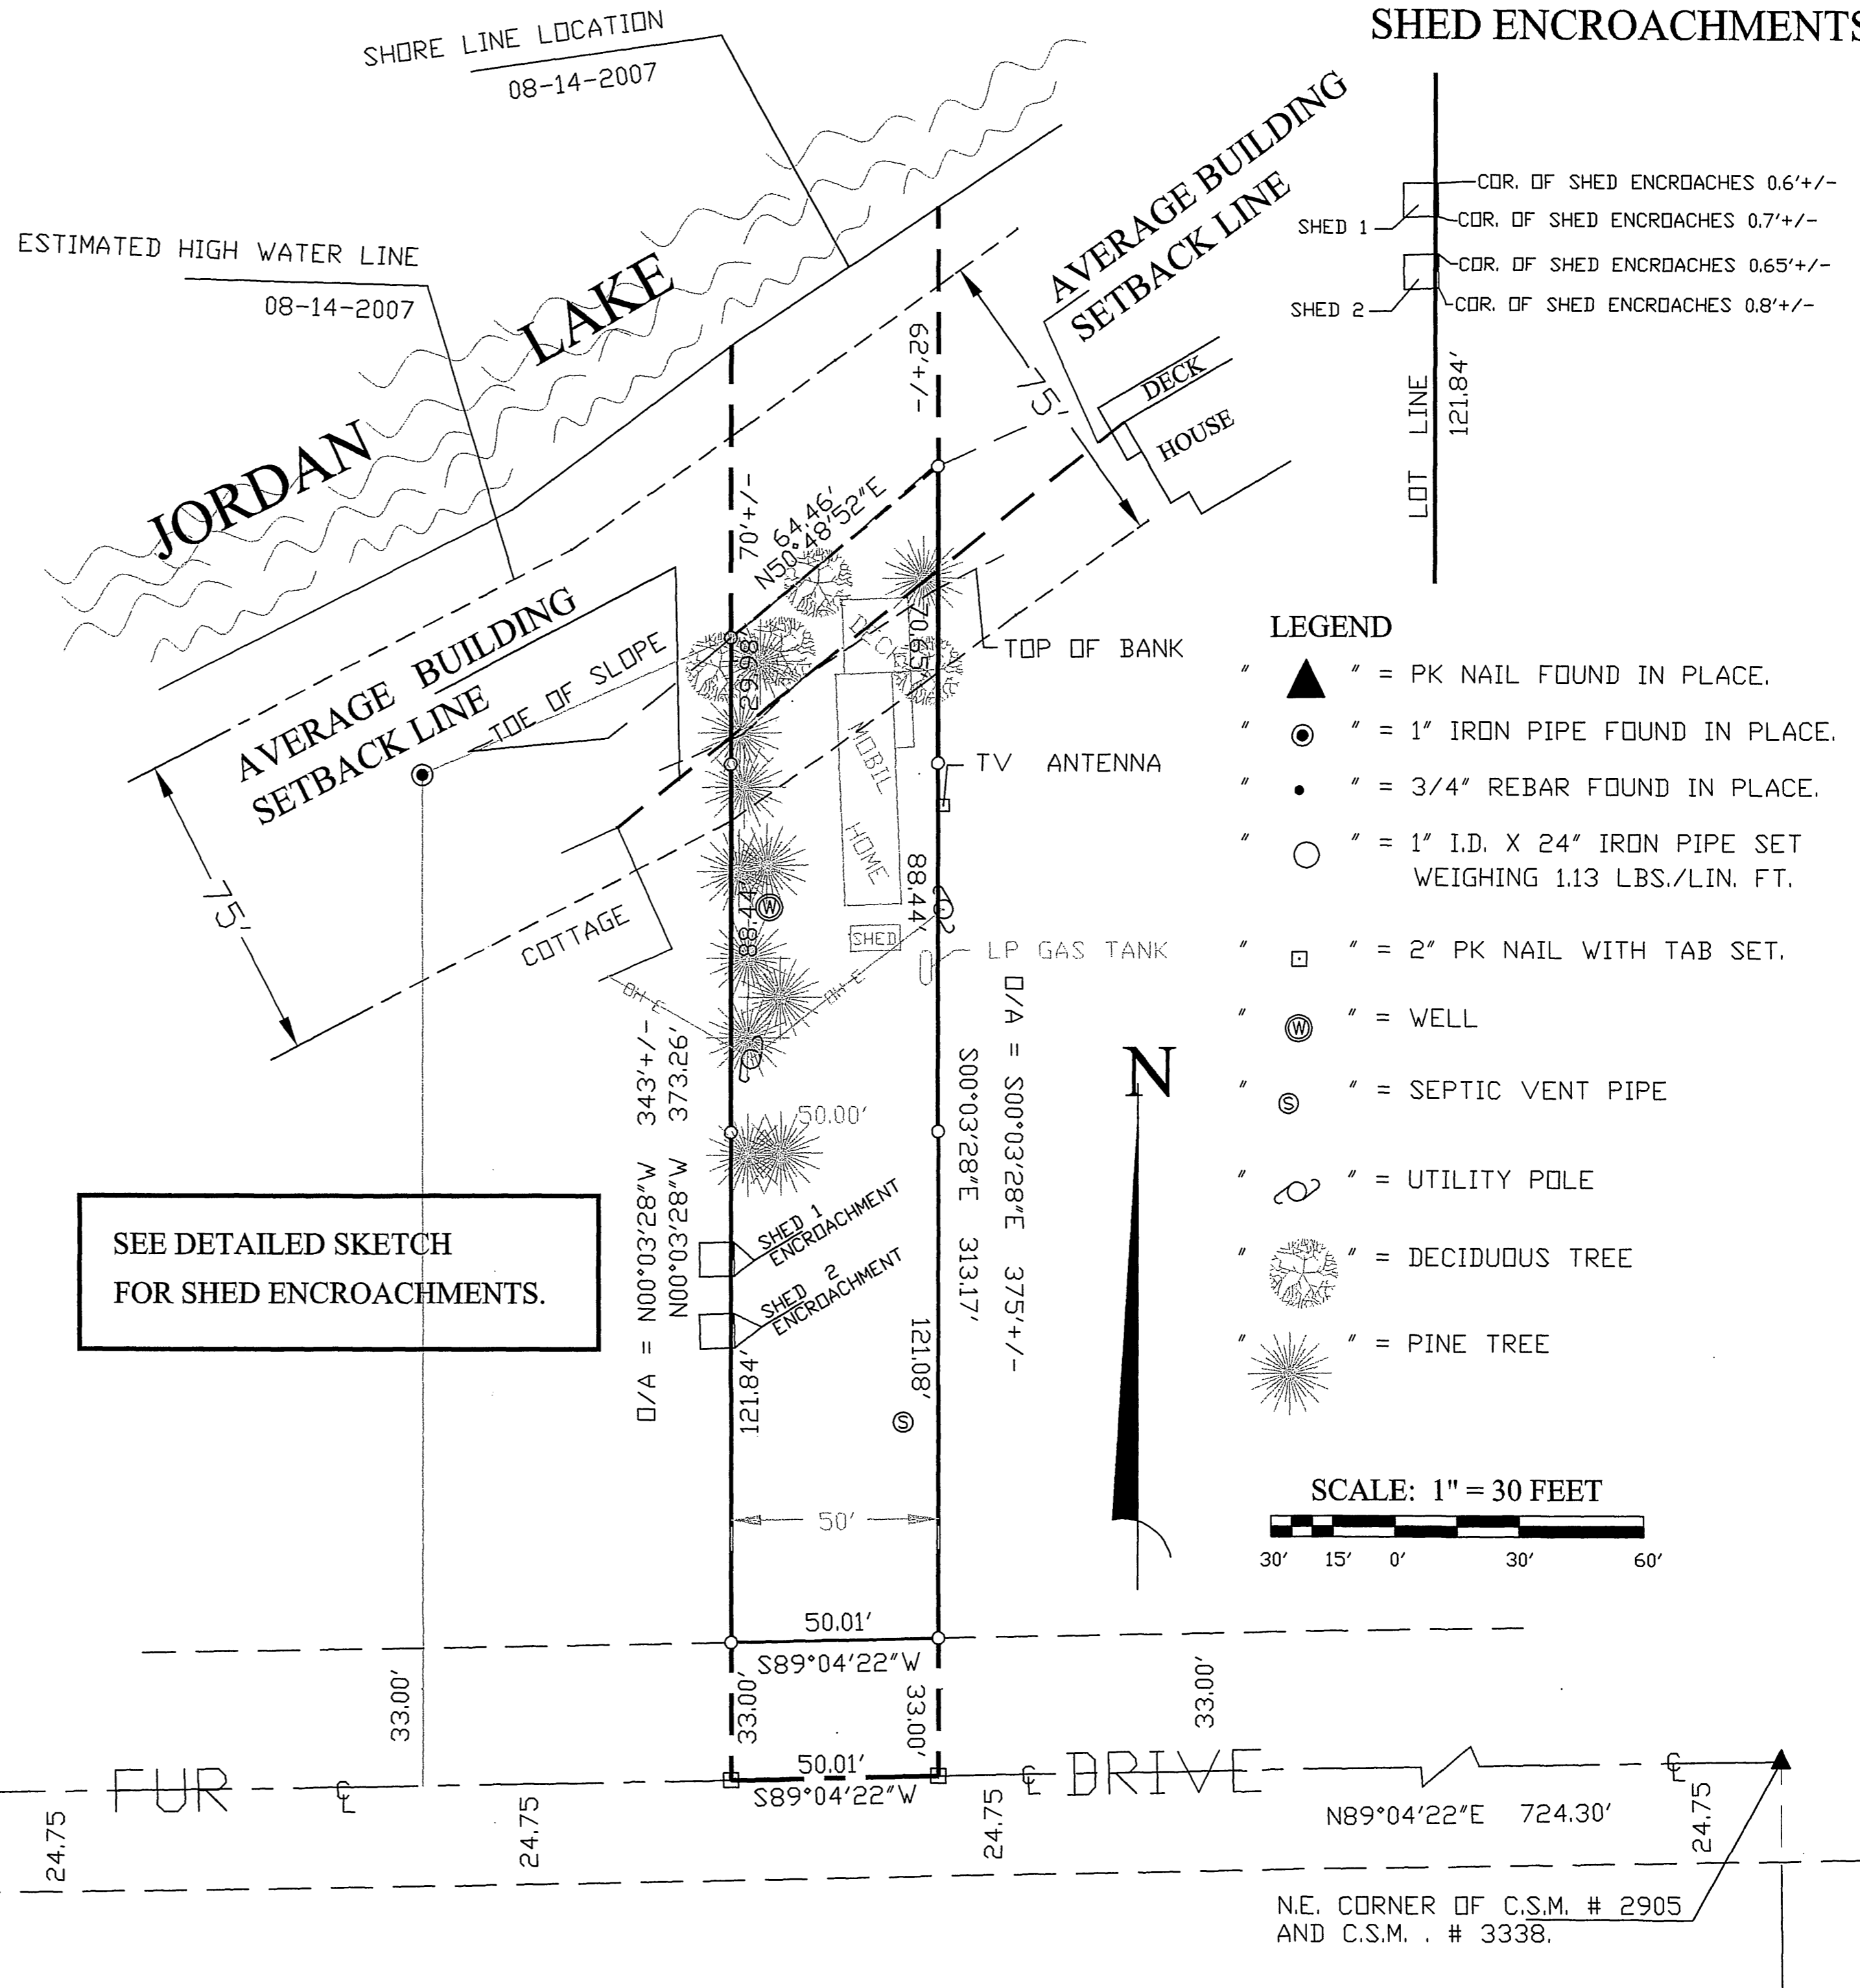 SHED ENCROACHMENTS
SHORE LINE LOCATION
08-14-2007
ESTIMATED HIGH WATER LINE
08-14-2007
JORDAN LAKE
AVERAGE BUILDING
SETBACK LINE
DECK
HOUSE
75'
62'+/-
70'+/-
64.46'
N50°48'52"E
COR. OF SHED ENCROACHES 0.6'+/-
SHED 1
COR. OF SHED ENCROACHES 0.7'+/-
COR. OF SHED ENCROACHES 0.65'+/-
SHED 2
COR. OF SHED ENCROACHES 0.8'+/-
LOT LINE
121.84'
AVERAGE BUILDING
SETBACK LINE
TOE OF SLOPE
75'
COTTAGE
29.98'
DECK
70.65'
TOP OF BANK
MOBIL
HOME
TV ANTENNA
88.44'
W
88.44'
SHED
LP GAS TANK
OH E
OH E
50.00'
O/A = N00°03'28"W 343'+/-
N00°03'28"W 373.26'
S00°03'28"E 313.17'
O/A = S00°03'28"E 375'+/-
N
SEE DETAILED SKETCH
FOR SHED ENCROACHMENTS.
SHED 1
ENCROACHMENT
SHED 2
ENCROACHMENT
121.84'
121.08'
S
50'
LEGEND
" " = PK NAIL FOUND IN PLACE.
" " = 1" IRON PIPE FOUND IN PLACE.
" " = 3/4" REBAR FOUND IN PLACE.
" " = 1" I.D. X 24" IRON PIPE SET
WEIGHING 1.13 LBS./LIN. FT.
" " = 2" PK NAIL WITH TAB SET.
" W " = WELL
" S " = SEPTIC VENT PIPE
" " = UTILITY POLE
" " = DECIDUOUS TREE
" " = PINE TREE
SCALE: 1" = 30 FEET
30' 15' 0' 30' 60'
50.01'
S89°04'22"W
33.00'
33.00'
33.00'
33.00'
50.01'
S89°04'22"W
FUR ℄ ℄ DRIVE ℄
24.75
24.75
24.75
24.75
N89°04'22"E 724.30'
N.E. CORNER OF C.S.M. # 2905
AND C.S.M. . # 3338.